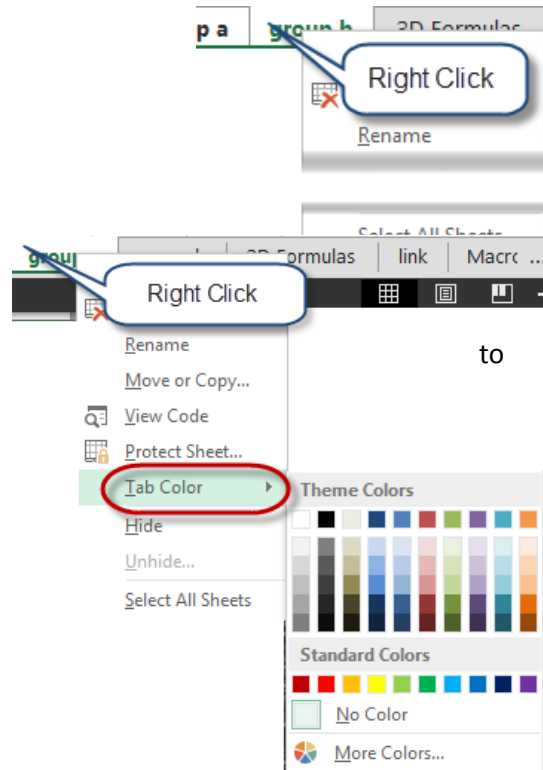 p a group b 3D Formulas
Right Click
Rename
Select All Sheets
group 3D Formulas link Macro ...
Right Click
Rename
to
Move or Copy...
View Code
Protect Sheet...
Tab Color
Theme Colors
Hide
Unhide...
Select All Sheets
Standard Colors
No Color
More Colors...